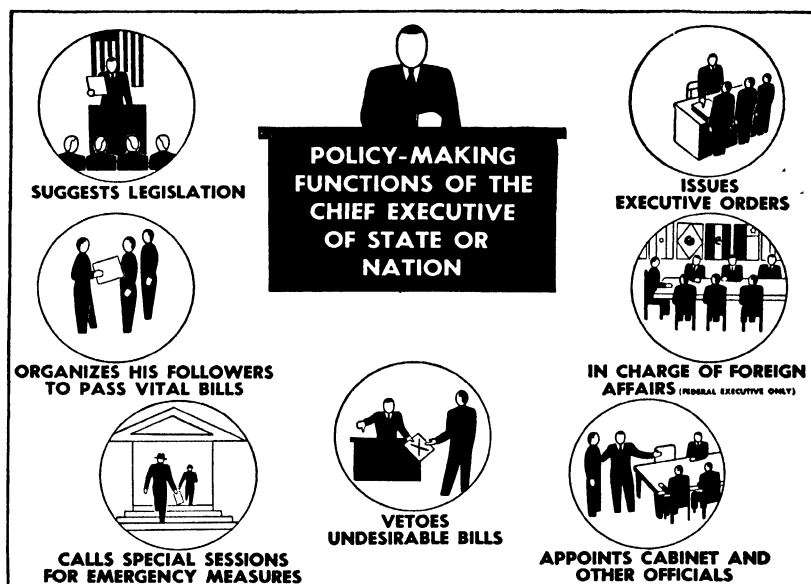 POLICY-MAKING
FUNCTIONS OF THE
CHIEF EXECUTIVE
OF STATE OR
NATION
SUGGESTS LEGISLATION
ISSUES
EXECUTIVE ORDERS
ORGANIZES HIS FOLLOWERS
TO PASS VITAL BILLS
IN CHARGE OF FOREIGN
AFFAIRS (FEDERAL EXECUTIVE ONLY)
CALLS SPECIAL SESSIONS
FOR EMERGENCY MEASURES
VETOES
UNDESIRABLE BILLS
APPOINTS CABINET AND
OTHER OFFICIALS